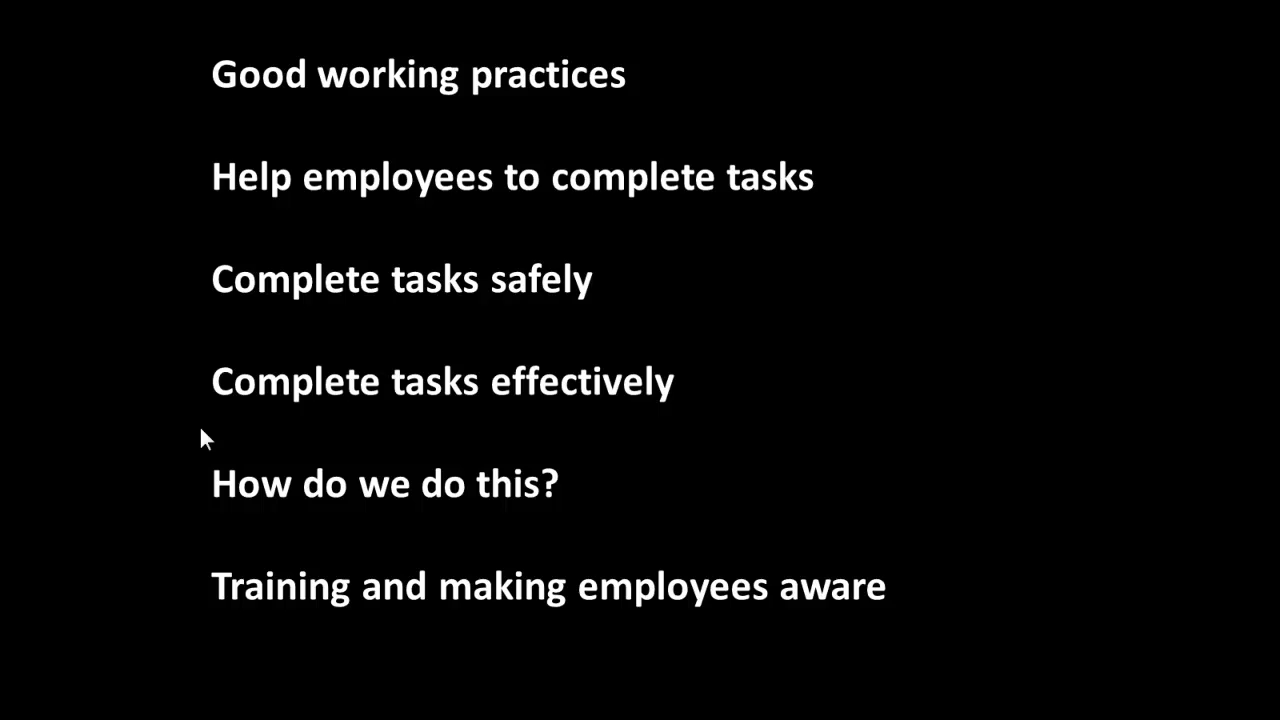 Good working practices
Help employees to complete tasks
Complete tasks safely
Complete tasks effectively
How do we do this?
Training and making employees aware